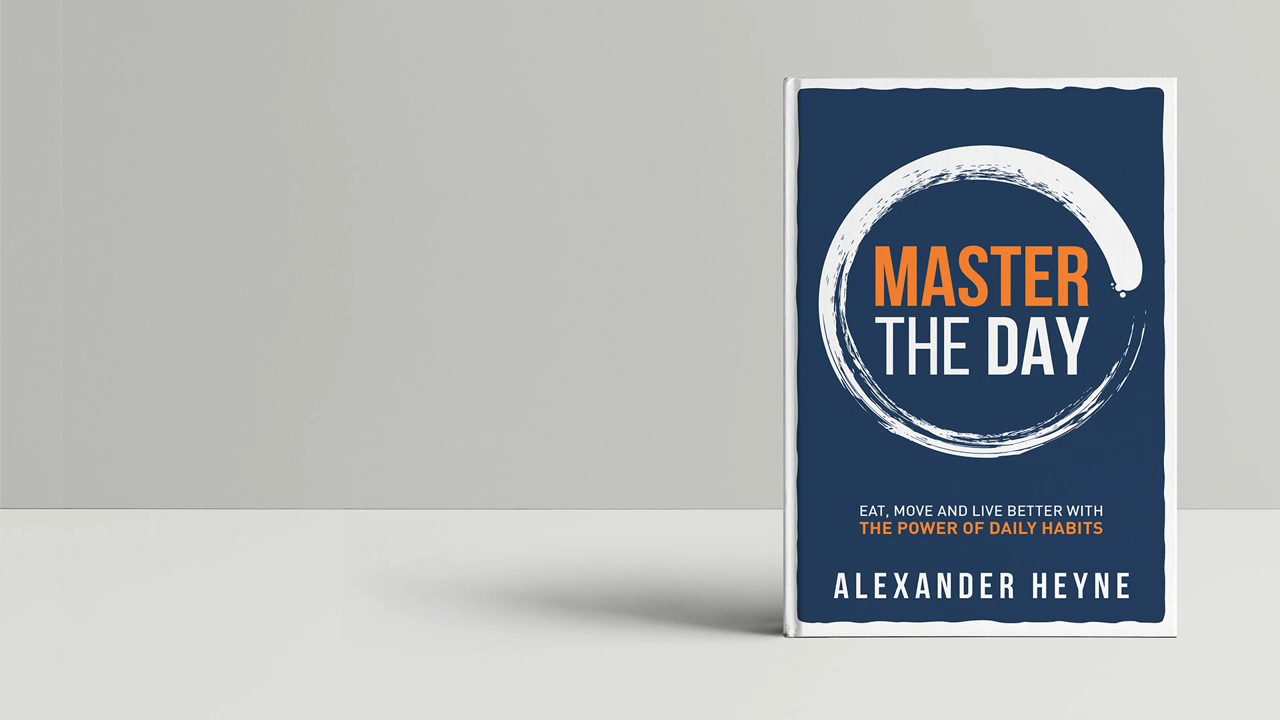 MASTER
THE DAY
EAT, MOVE AND LIVE BETTER WITH
THE POWER OF DAILY HABITS
ALEXANDER HEYNE